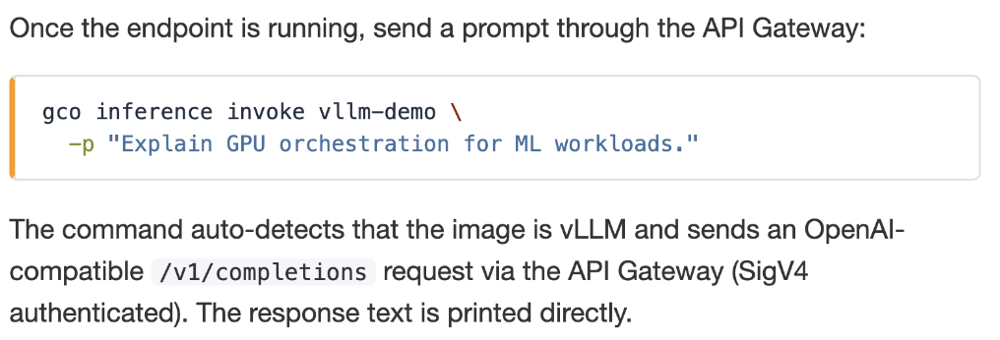 Once the endpoint is running, send a prompt through the API Gateway:
gco inference invoke vllm-demo \
  -p "Explain GPU orchestration for ML workloads."
The command auto-detects that the image is vLLM and sends an OpenAI-
compatible /v1/completions request via the API Gateway (SigV4
authenticated). The response text is printed directly.